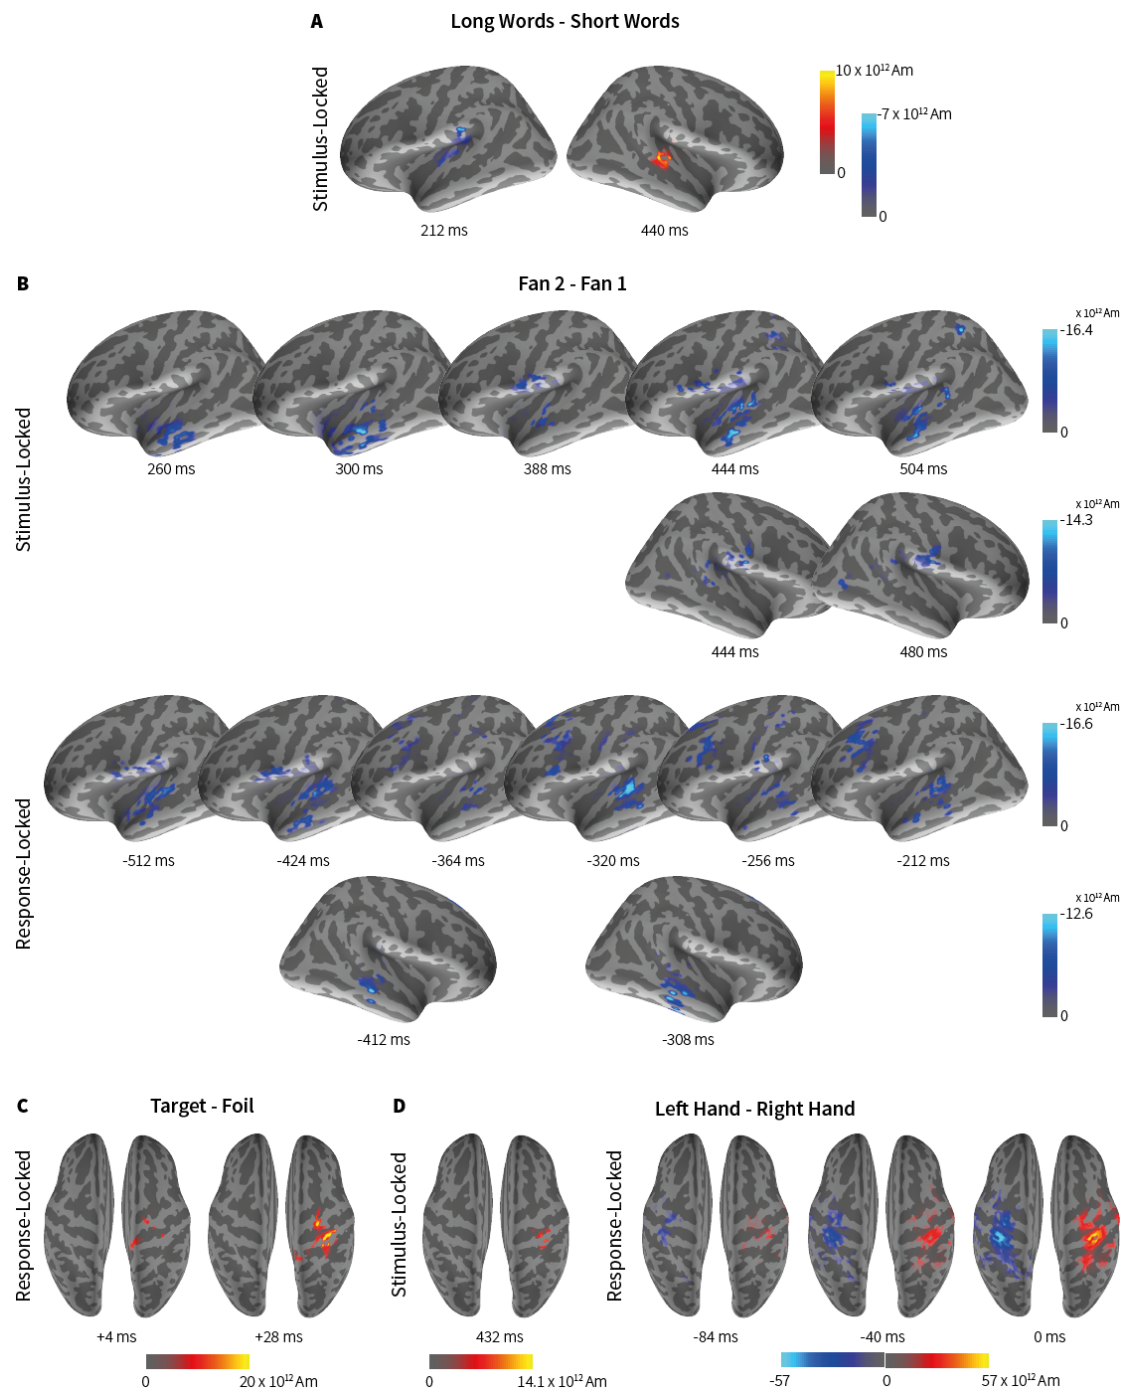 A Long Words - Short Words
Stimulus-Locked
10 x 10¹² Am
-7 x 10¹² Am
0
0
212 ms
440 ms
B Fan 2 - Fan 1
Stimulus-Locked
x 10¹² Am
-16.4
0
260 ms
300 ms
388 ms
444 ms
504 ms
x 10¹² Am
-14.3
0
444 ms
480 ms
Response-Locked
x 10¹² Am
-16.6
0
-512 ms
-424 ms
-364 ms
-320 ms
-256 ms
-212 ms
x 10¹² Am
-12.6
0
-412 ms
-308 ms
C Target - Foil
Response-Locked
+4 ms
+28 ms
0
20 x 10¹² Am
D Left Hand - Right Hand
Stimulus-Locked
432 ms
0
14.1 x 10¹² Am
Response-Locked
-84 ms
-40 ms
0 ms
-57
0
57 x 10¹² Am